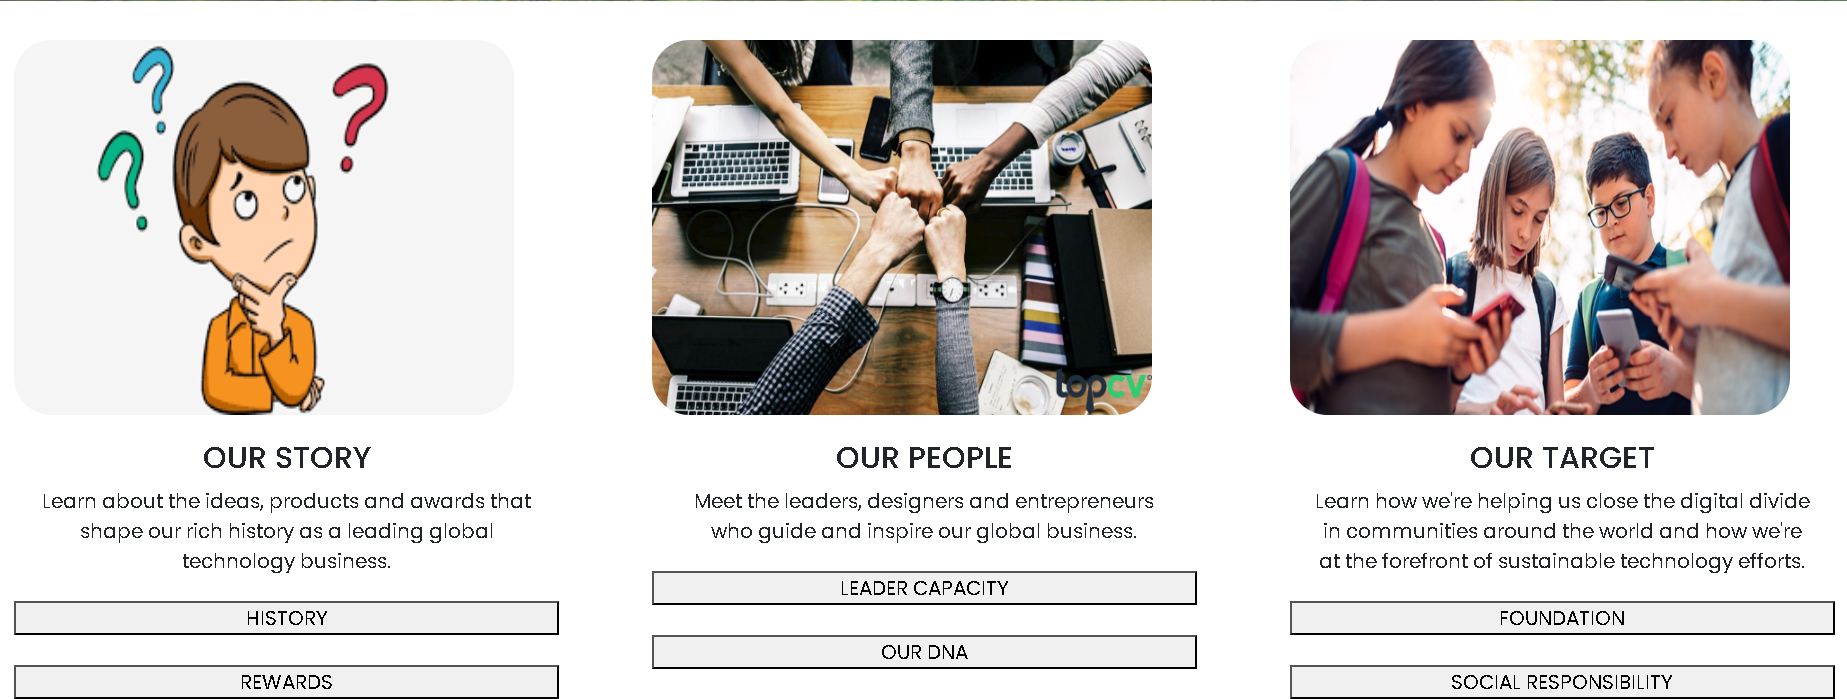 topcv
OUR STORY
Learn about the ideas, products and awards that
shape our rich history as a leading global
technology business.
HISTORY
REWARDS
OUR PEOPLE
Meet the leaders, designers and entrepreneurs
who guide and inspire our global business.
LEADER CAPACITY
OUR DNA
OUR TARGET
Learn how we're helping us close the digital divide
in communities around the world and how we're
at the forefront of sustainable technology efforts.
FOUNDATION
SOCIAL RESPONSIBILITY